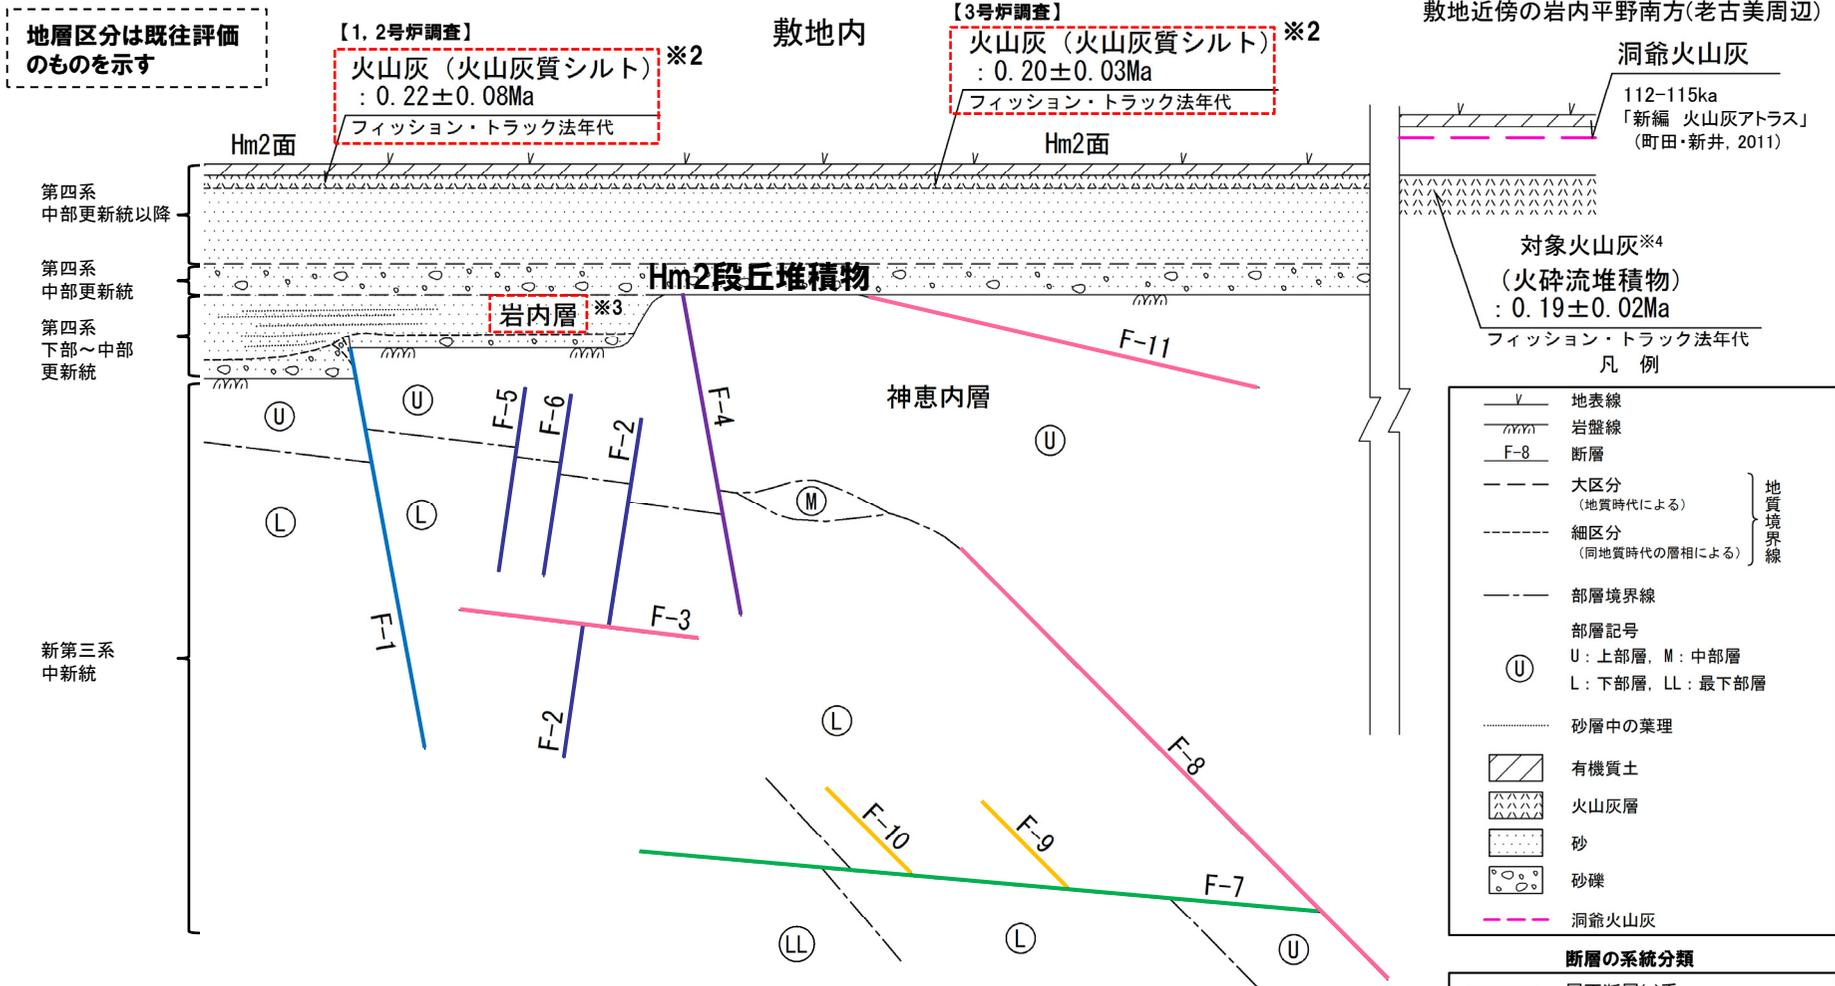 地層区分は既往評価
のものを示す
【1, 2号炉調査】
火山灰（火山灰質シルト）
：0.22±0.08Ma
※2
フィッション・トラック法年代
敷地内
【3号炉調査】
火山灰（火山灰質シルト）
：0.20±0.03Ma
※2
フィッション・トラック法年代
敷地近傍の岩内平野南方(老古美周辺)
洞爺火山灰
112-115ka
「新編　火山灰アトラス」
（町田・新井, 2011）
Hm2面
Hm2面
第四系
中部更新統以降
第四系
中部更新統
第四系
下部～中部
更新統
新第三系
中新統
Hm2段丘堆積物
岩内層
※3
神恵内層
対象火山灰※4
（火砕流堆積物）
：0.19±0.02Ma
フィッション・トラック法年代
F-11
F-5
F-6
F-2
F-4
U
U
U
M
L
L
F-1
F-3
F-2
L
F-8
F-10
F-9
F-7
LL
L
U
凡　例
地表線
岩盤線
F-8
断層
大区分
（地質時代による）
細区分
（同地質時代の層相による）
地質境界線
部層境界線
部層記号
U
U：上部層, M：中部層
L：下部層, LL：最下部層
砂層中の葉理
有機質土
火山灰層
砂
砂礫
洞爺火山灰
断層の系統分類